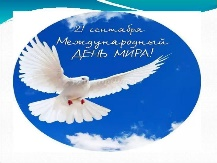 21 сентября
Международный
ДЕНЬ МИРА!